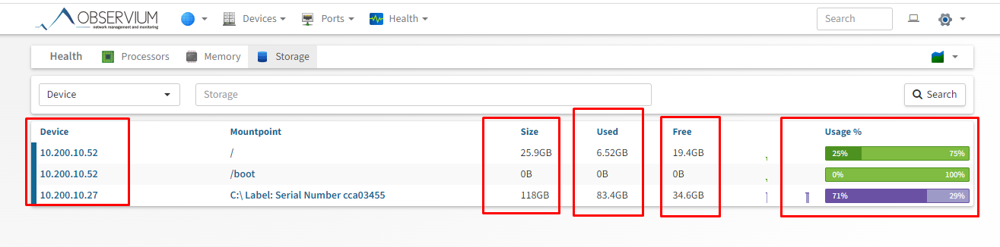 OBSERVIUM
network management and monitoring
Devices Ports Health Search
Health Processors Memory Storage
Device Storage Search
Device Mountpoint Size Used Free Usage %
10.200.10.52 / 25.9GB 6.52GB 19.4GB 25% 75%
10.200.10.52 /boot 0B 0B 0B 0% 100%
10.200.10.27 C:\ Label: Serial Number cca03455 118GB 83.4GB 34.6GB 71% 29%